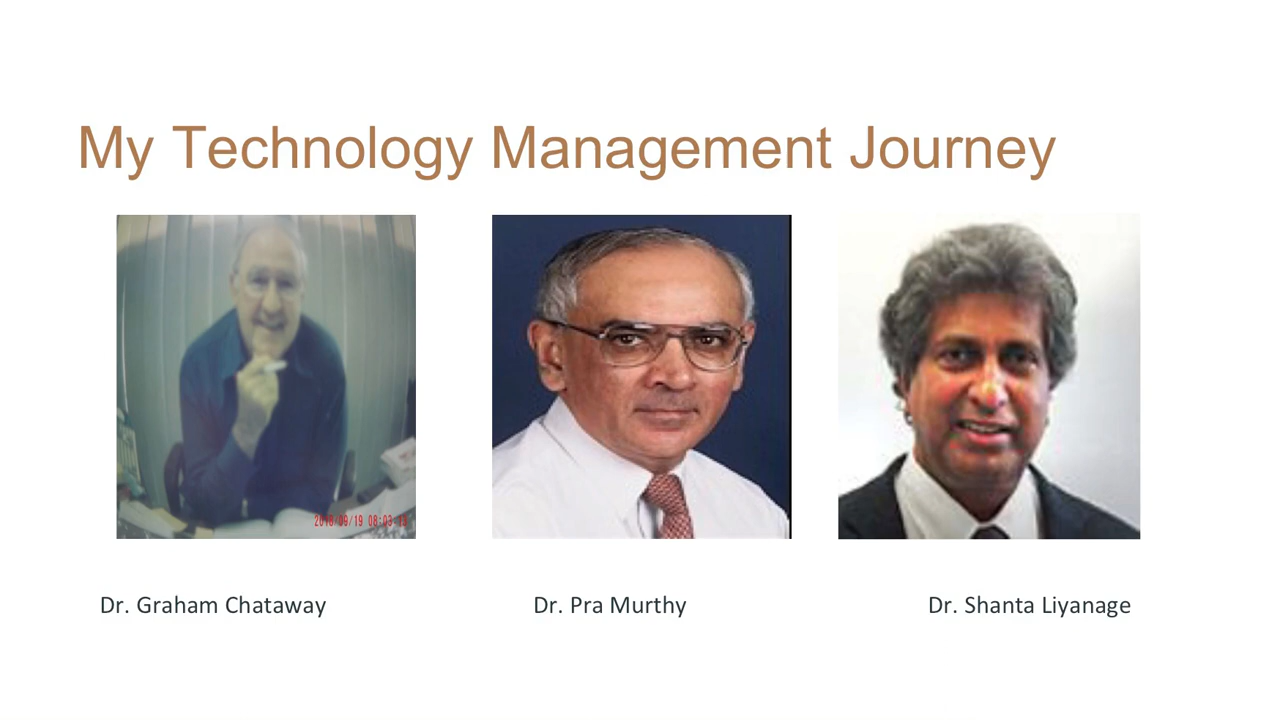 My Technology Management Journey
Dr. Graham Chataway
Dr. Pra Murthy
Dr. Shanta Liyanage